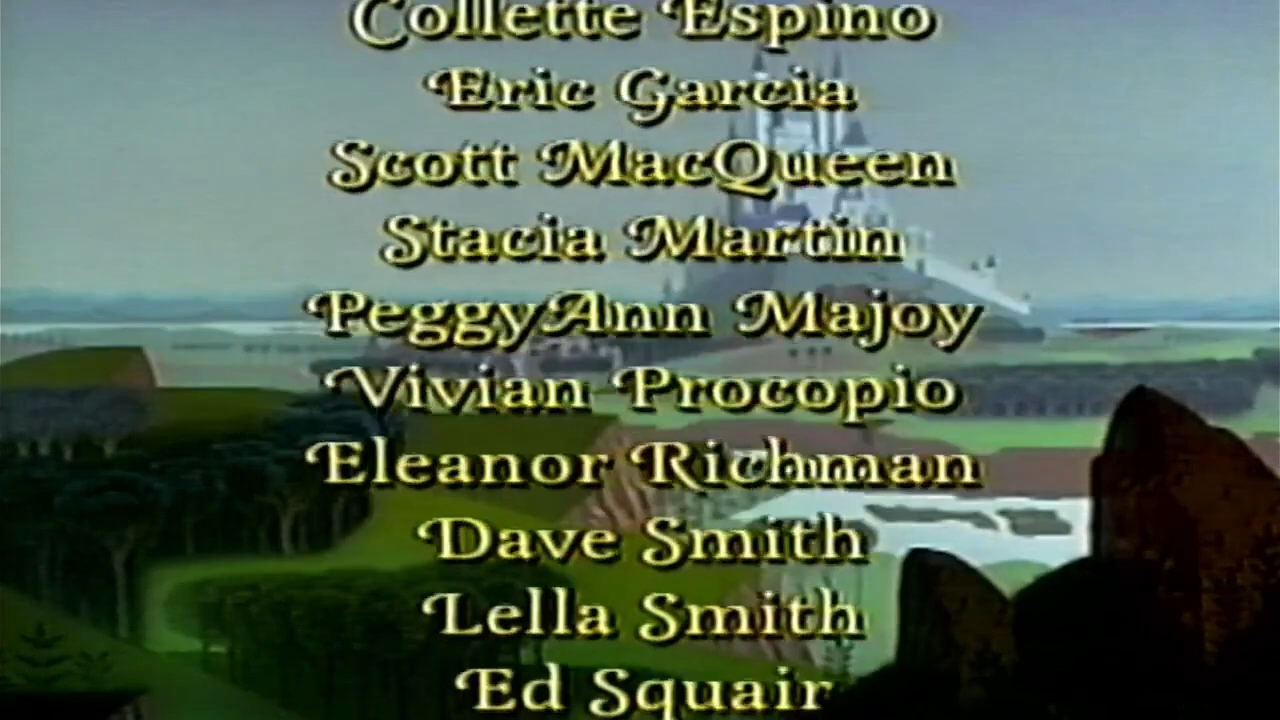 Collette Espino
Eric Garcia
Scott MacQueen
Stacia Martin
PeggyAnn Majoy
Vivian Procopio
Eleanor Richman
Dave Smith
Lella Smith
Ed Squair